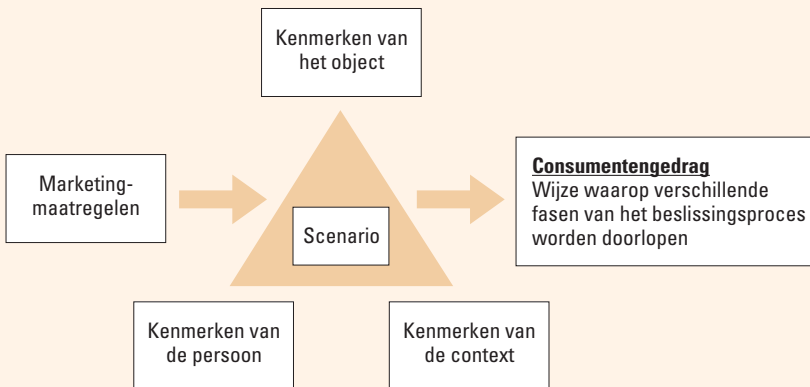 Kenmerken van
het object
Marketing-
maatregelen
Scenario
Consumentengedrag
Wijze waarop verschillende
fasen van het beslissingsproces
worden doorlopen
Kenmerken van
de persoon
Kenmerken van
de context